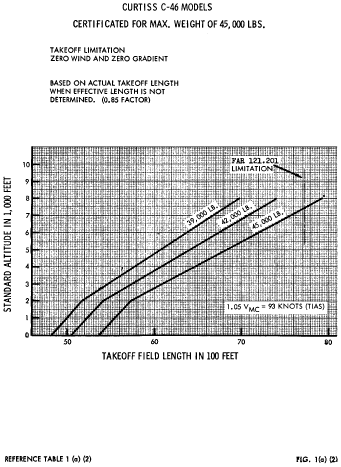 CURTISS C-46 MODELS
CERTIFICATED FOR MAX. WEIGHT OF 45,000 LBS.
TAKEOFF LIMITATION
ZERO WIND AND ZERO GRADIENT
BASED ON ACTUAL TAKEOFF LENGTH
WHEN EFFECTIVE LENGTH IS NOT
DETERMINED. (0.85 FACTOR)
STANDARD ALTITUDE IN 1,000 FEET
10
9
8
7
6
5
4
3
2
1
0
FAR 121.201
LIMITATION
39,000 LB.
42,000 LB.
45,000 LB.
1.05 VMC = 93 KNOTS (TIAS)
50
60
70
80
TAKEOFF FIELD LENGTH IN 100 FEET
REFERENCE TABLE 1 (a) (2)
FIG. 1(a) (2)